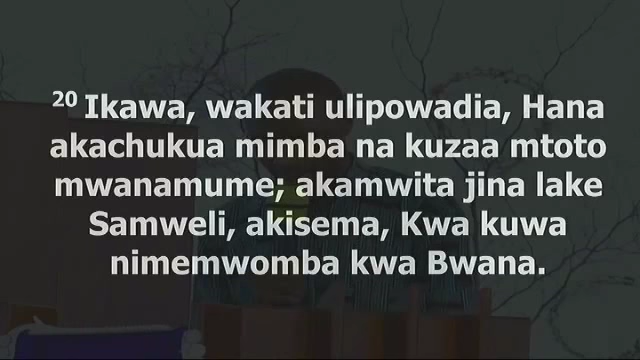 20 Ikawa, wakati ulipowadia, Hana
akachukua mimba na kuzaa mtoto
mwanamume; akamwita jina lake
Samweli, akisema, Kwa kuwa
nimemwomba kwa Bwana.